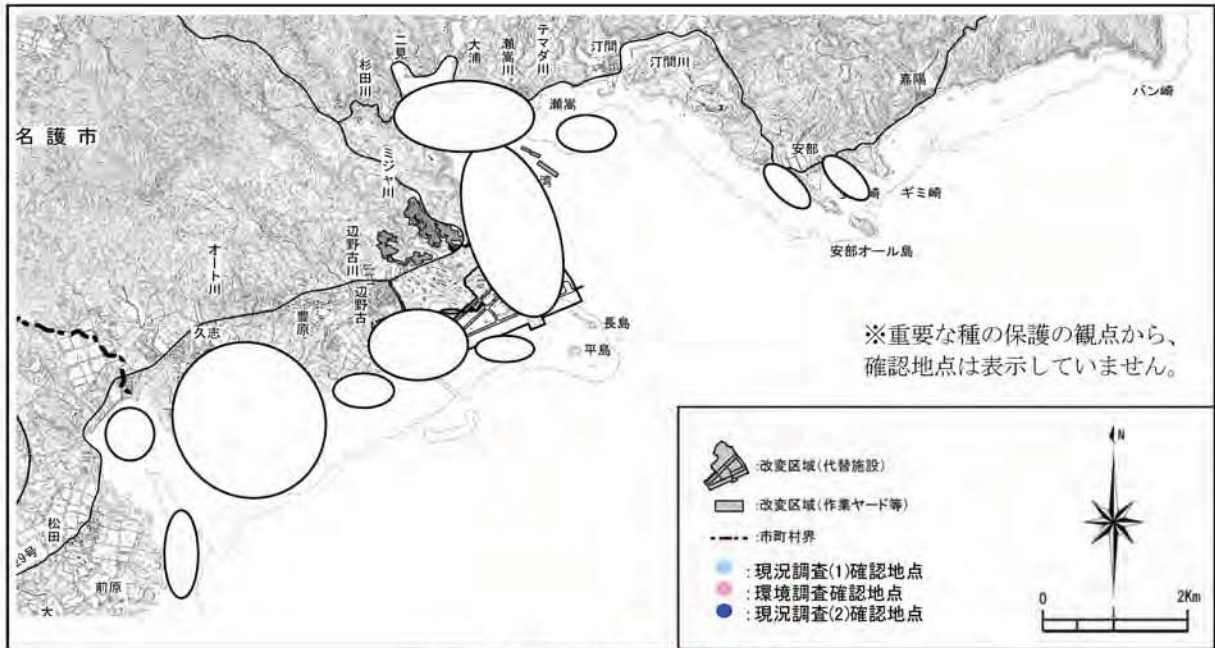 二見
大浦
瀬嵩川
テマダ川
汀間
汀間川
嘉陽
バン崎
杉田川
瀬嵩
名護市
安部
ミジャ川
湾
崎
ギミ崎
安部オール島
辺野古川
オート川
辺野古
豊原
久志
長島
平島
※重要な種の保護の観点から、
確認地点は表示していません。
:改変区域(代替施設)
:改変区域(作業ヤード等)
:市町村界
:現況調査(1)確認地点
:環境調査確認地点
:現況調査(2)確認地点
N
0 2Km
松田
29号
前原
大